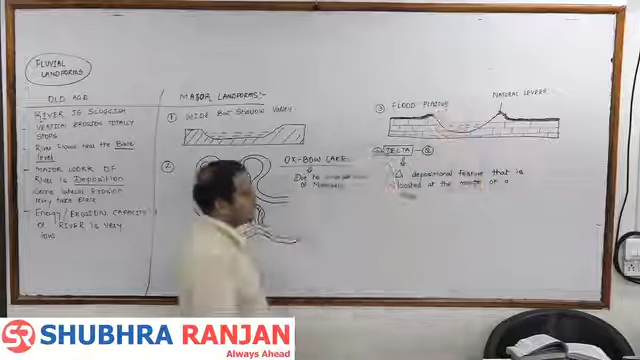 FLUVIAL
LANDFORMS
OLD AGE
RIVER IS SLUGGISH
VERTICAL EROSION TOTALLY
STOPS
River flows near the Base
level
MAJOR WORK OF
River is Deposition
Some lateral Erosion
may take Place
Energy/EROSION CAPACITY
of RIVER is very
low
MAJOR LANDFORMS:-
① WIDE But SHALLOW Valley
②
OX-BOW LAKE
Due to
of Meanders
③ FLOOD PLAINS
NATURAL LEVEES
DELTA
depositional feature that is
located at the mouth of a
SHUBHRA RANJAN
Always Ahead
SR